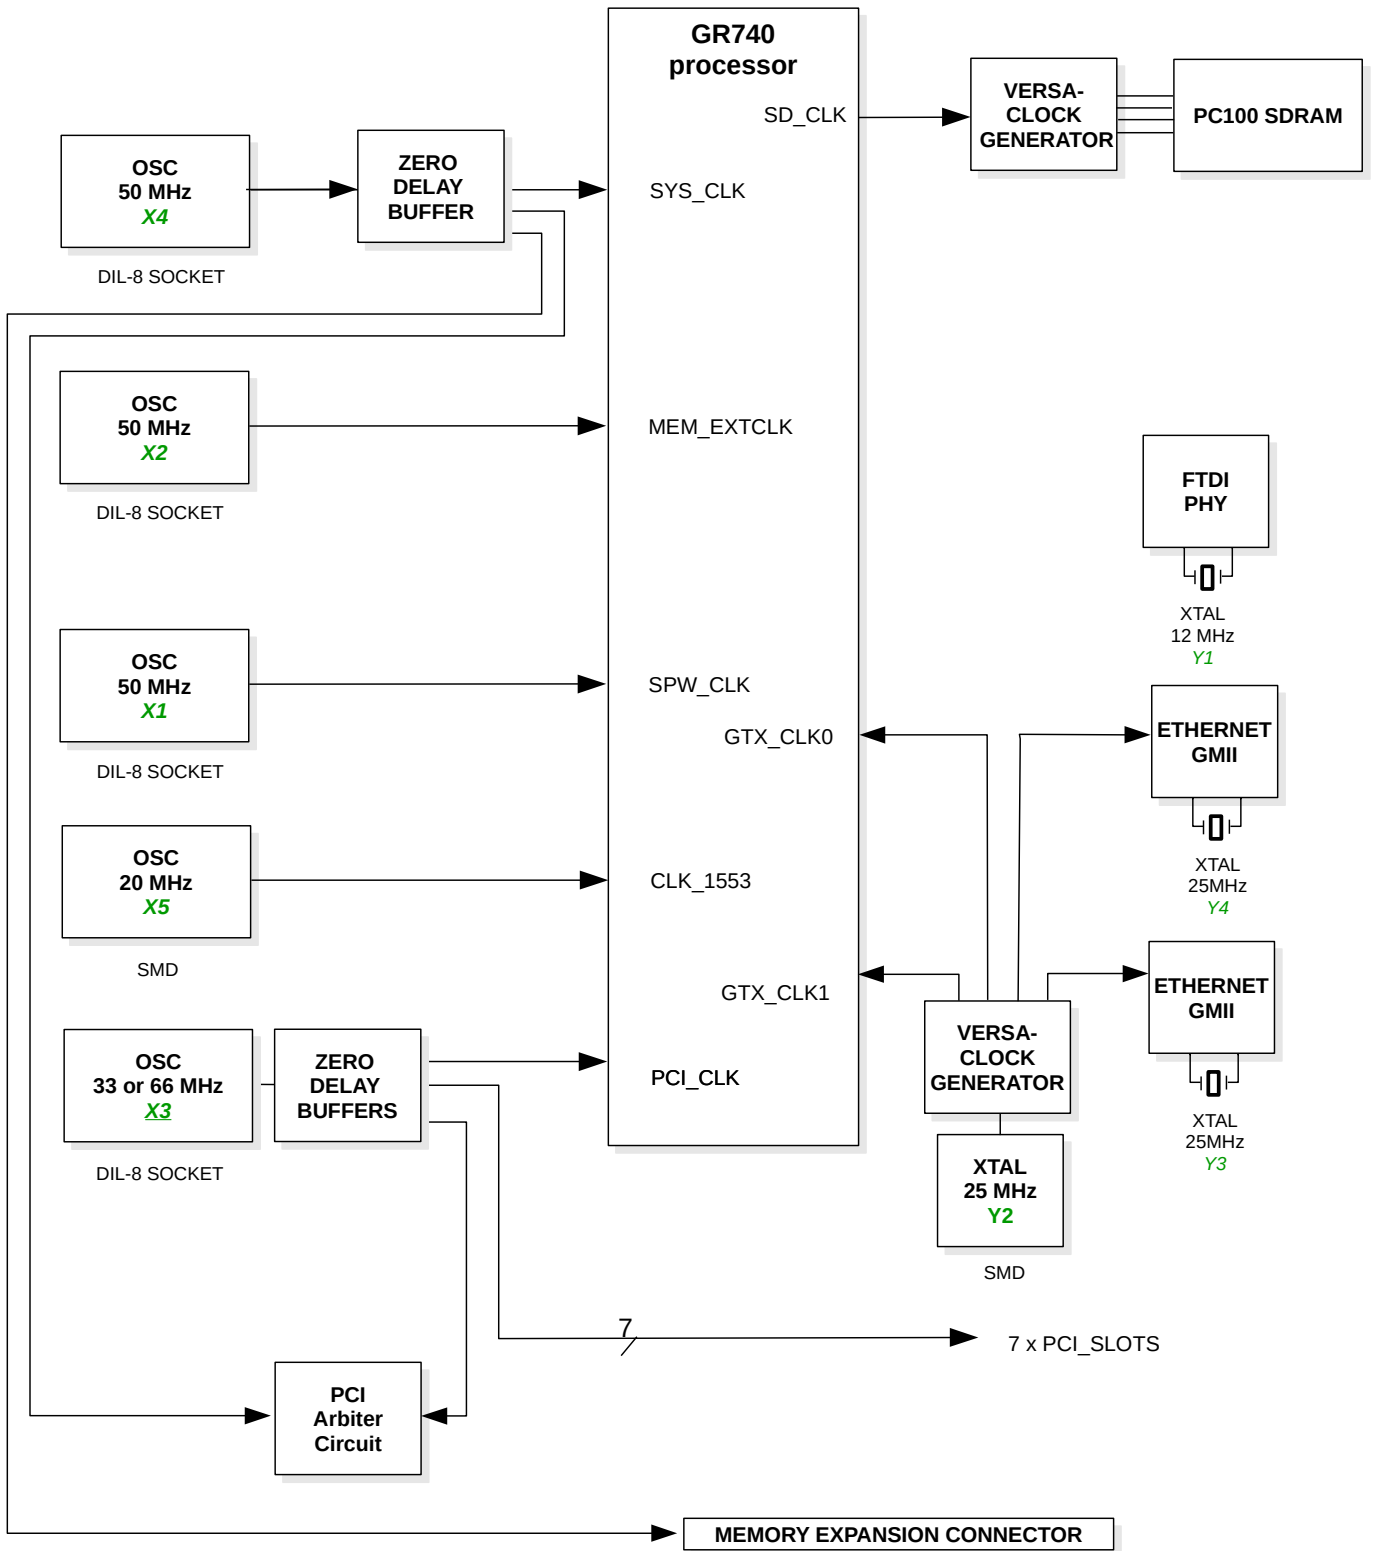 GR740
processor
SD_CLK
VERSA-
CLOCK
GENERATOR
PC100 SDRAM
OSC
50 MHz
X4
DIL-8 SOCKET
ZERO
DELAY
BUFFER
SYS_CLK
OSC
50 MHz
X2
DIL-8 SOCKET
MEM_EXTCLK
FTDI
PHY
XTAL
12 MHz
Y1
OSC
50 MHz
X1
DIL-8 SOCKET
SPW_CLK
GTX_CLK0
ETHERNET
GMII
XTAL
25MHz
Y4
OSC
20 MHz
X5
SMD
CLK_1553
GTX_CLK1
ETHERNET
GMII
XTAL
25MHz
Y3
OSC
33 or 66 MHz
X3
DIL-8 SOCKET
ZERO
DELAY
BUFFERS
PCI_CLK
VERSA-
CLOCK
GENERATOR
XTAL
25 MHz
Y2
SMD
7
7 x PCI_SLOTS
PCI
Arbiter
Circuit
MEMORY EXPANSION CONNECTOR